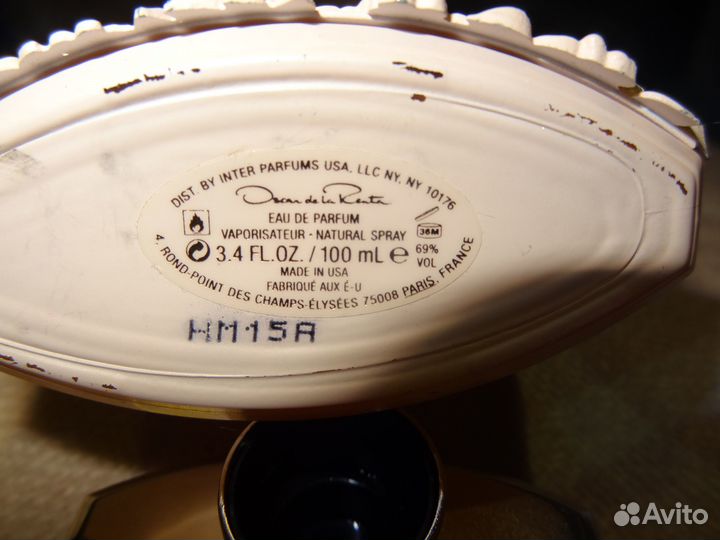 DIST. BY INTER PARFUMS USA, LLC NY, NY 10176
Oscar de la Renta
EAU DE PARFUM
VAPORISATEUR - NATURAL SPRAY
3.4 FL.OZ. / 100 mL e
36M
69%
VOL
MADE IN USA
FABRIQUÉ AUX É-U
4, ROND-POINT DES CHAMPS-ÉLYSÉES 75008 PARIS, FRANCE
HM15A
Avito